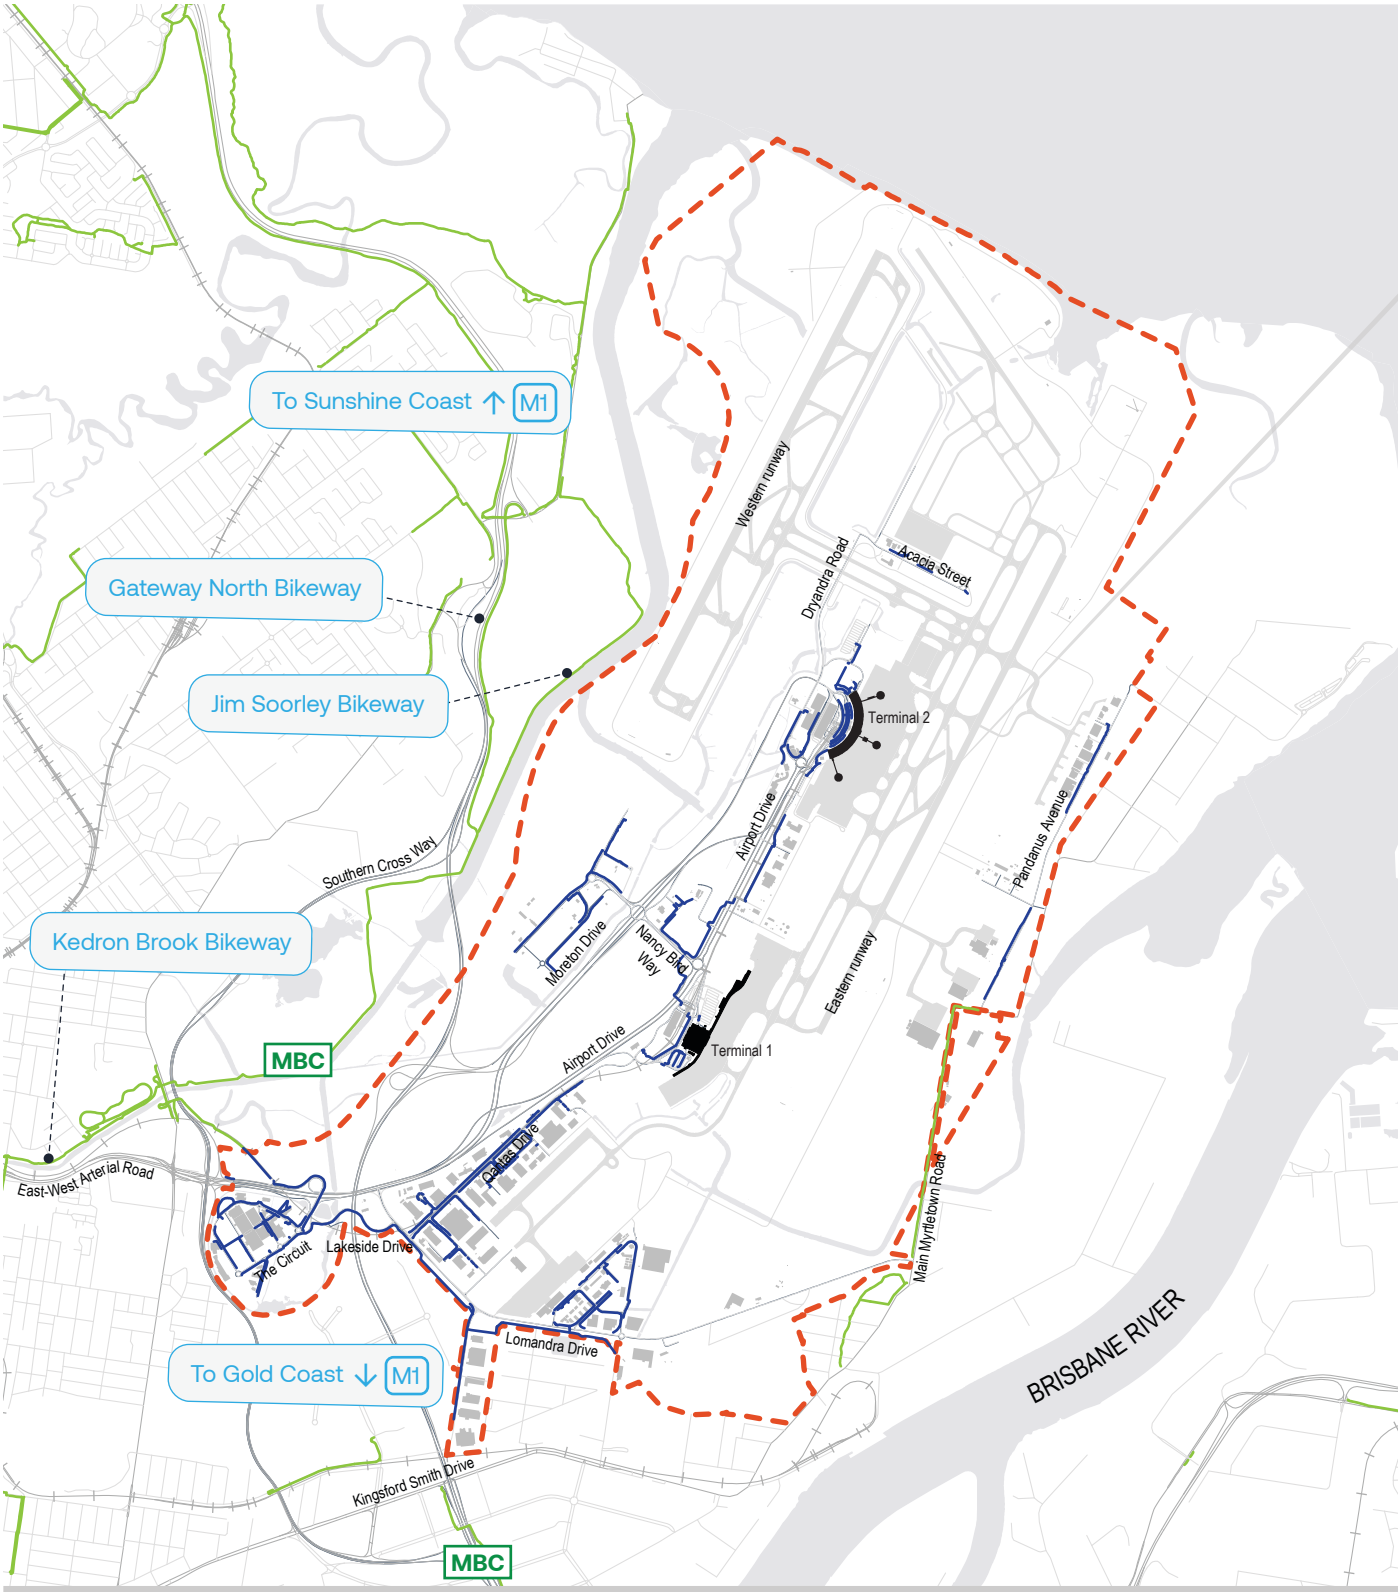 To Sunshine Coast ↑ M1
Western runway
Dryandra Road
Acacia Street
Gateway North Bikeway
Jim Soorley Bikeway
Terminal 2
Airport Drive
Pandanus Avenue
Southern Cross Way
Kedron Brook Bikeway
Moreton Drive
Nancy Bird
Way
Eastern runway
Airport Drive
Terminal 1
MBC
Qantas Drive
East-West Arterial Road
Main Myrtletown Road
The Circuit
Lakeside Drive
Lomandra Drive
To Gold Coast ↓ M1
BRISBANE RIVER
Kingsford Smith Drive
MBC